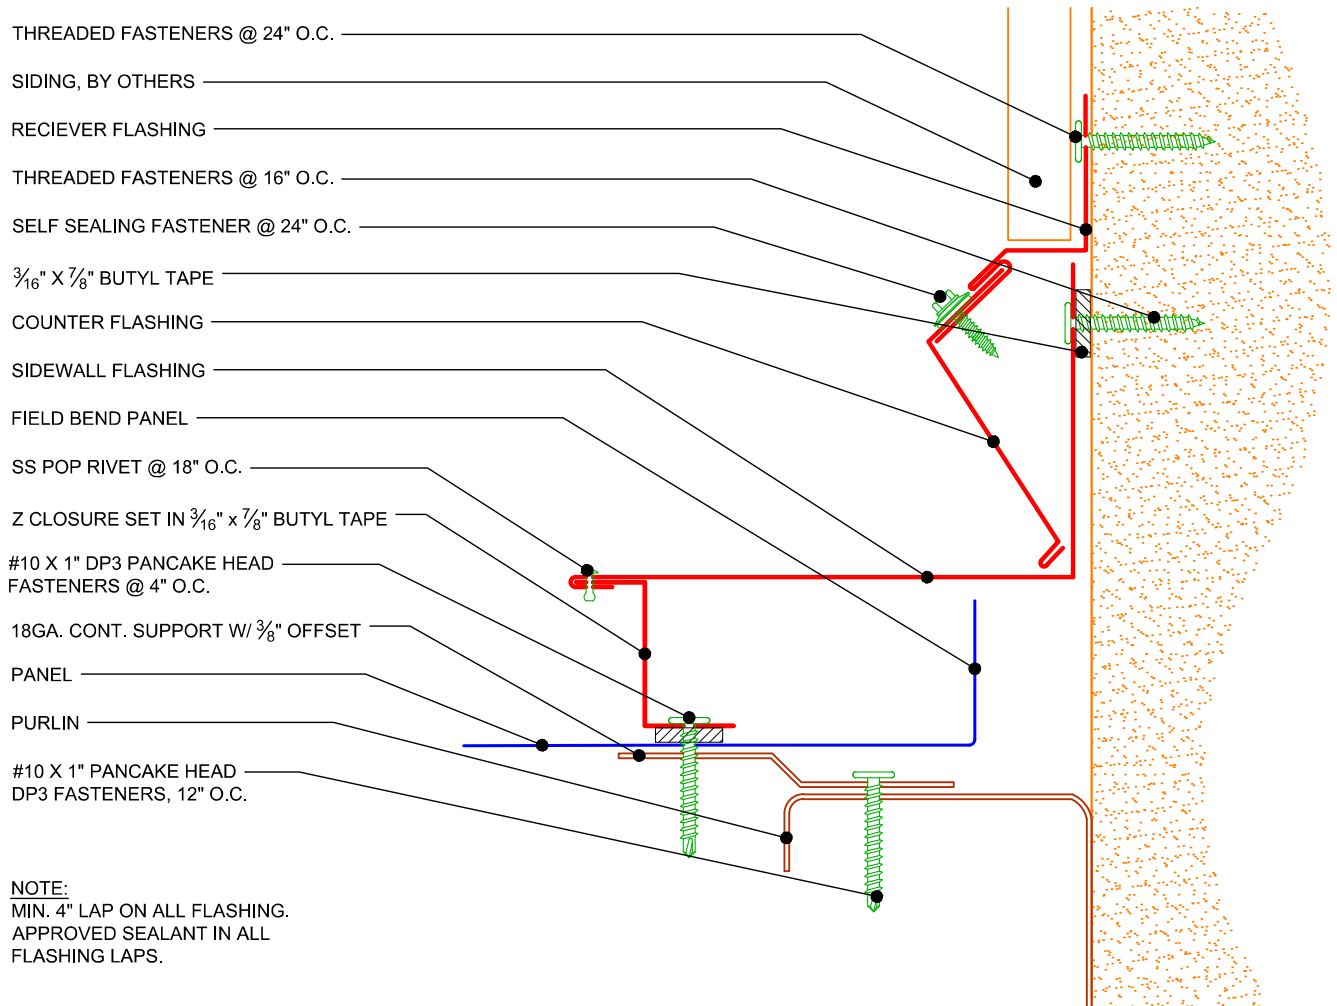 THREADED FASTENERS @ 24" O.C.
SIDING, BY OTHERS
RECIEVER FLASHING
THREADED FASTENERS @ 16" O.C.
SELF SEALING FASTENER @ 24" O.C.
3/16" X 7/8" BUTYL TAPE
COUNTER FLASHING
SIDEWALL FLASHING
FIELD BEND PANEL
SS POP RIVET @ 18" O.C.
Z CLOSURE SET IN 3/16" x 7/8" BUTYL TAPE
#10 X 1" DP3 PANCAKE HEAD
FASTENERS @ 4" O.C.
18GA. CONT. SUPPORT W/ 3/8" OFFSET
PANEL
PURLIN
#10 X 1" PANCAKE HEAD
DP3 FASTENERS, 12" O.C.
NOTE:
MIN. 4" LAP ON ALL FLASHING.
APPROVED SEALANT IN ALL
FLASHING LAPS.